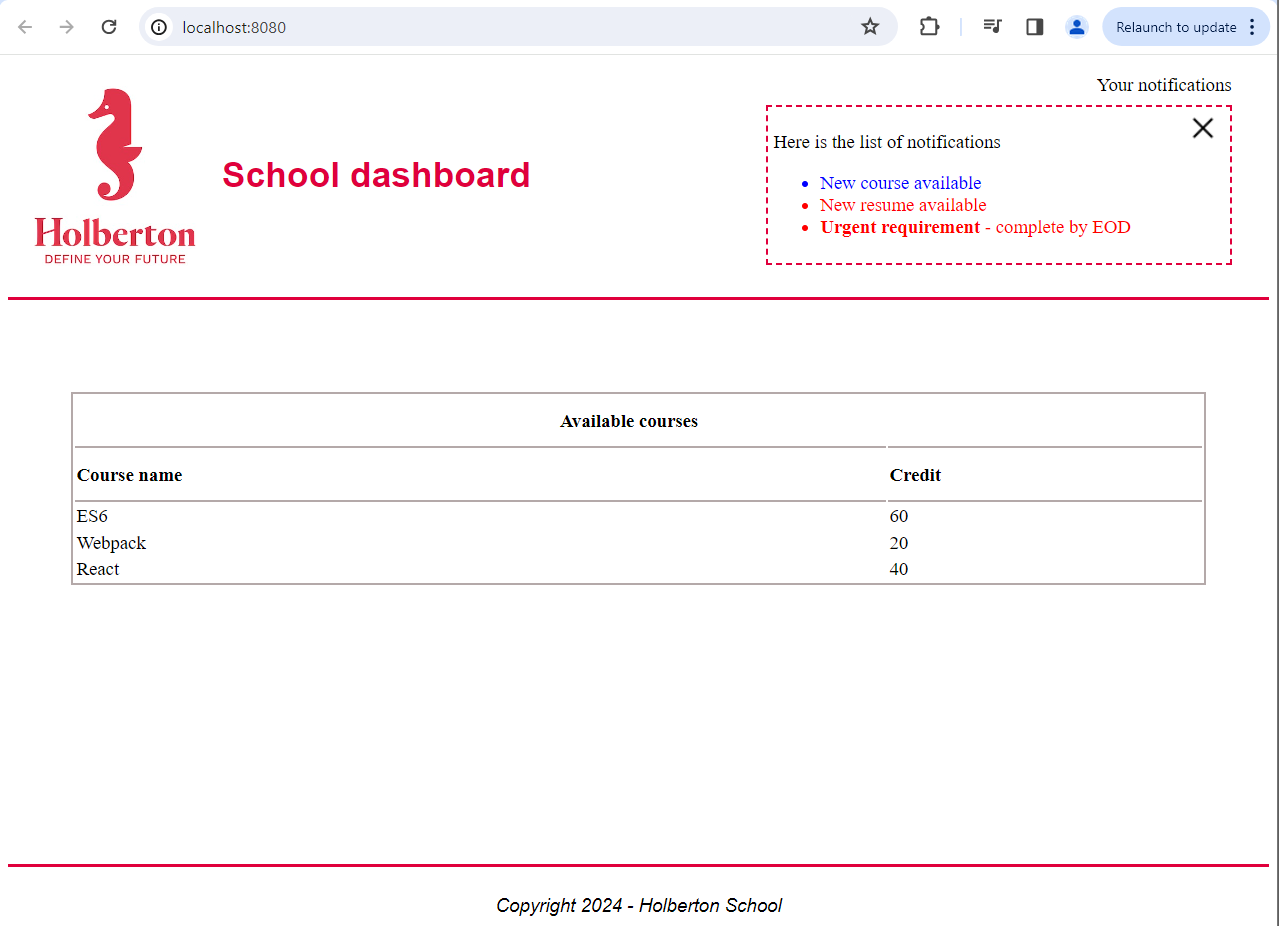 localhost:8080
Relaunch to update
Your notifications
Holberton
DEFINE YOUR FUTURE
School dashboard
Here is the list of notifications
New course available
New resume available
Urgent requirement - complete by EOD
Available courses
Course name Credit
ES6 60
Webpack 20
React 40
Copyright 2024 - Holberton School